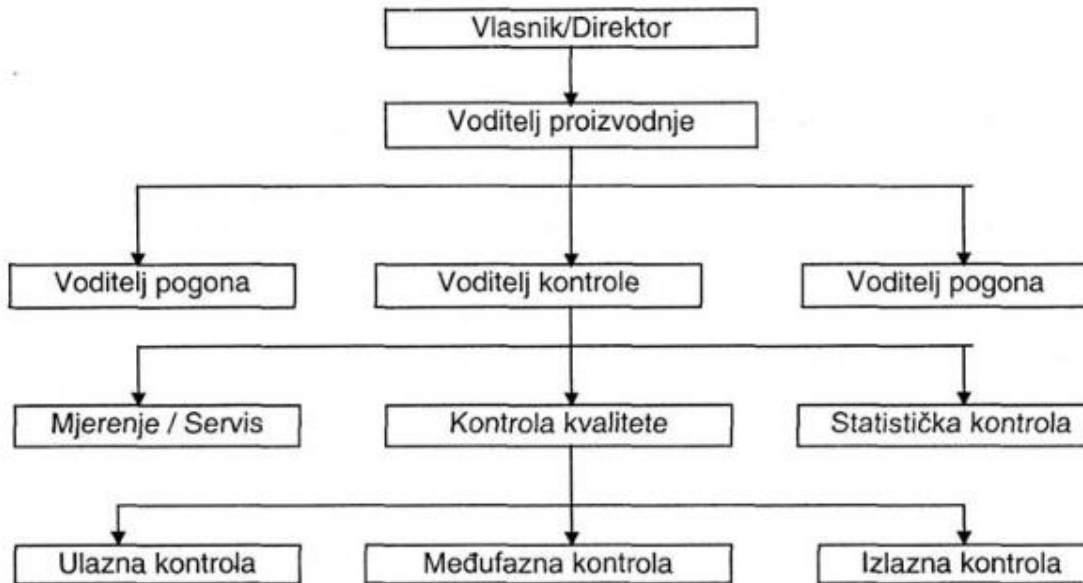 Vlasnik/Direktor
Voditelj proizvodnje
Voditelj pogona
Voditelj kontrole
Voditelj pogona
Mjerenje / Servis
Kontrola kvalitete
Statistička kontrola
Ulazna kontrola
Međufazna kontrola
Izlazna kontrola